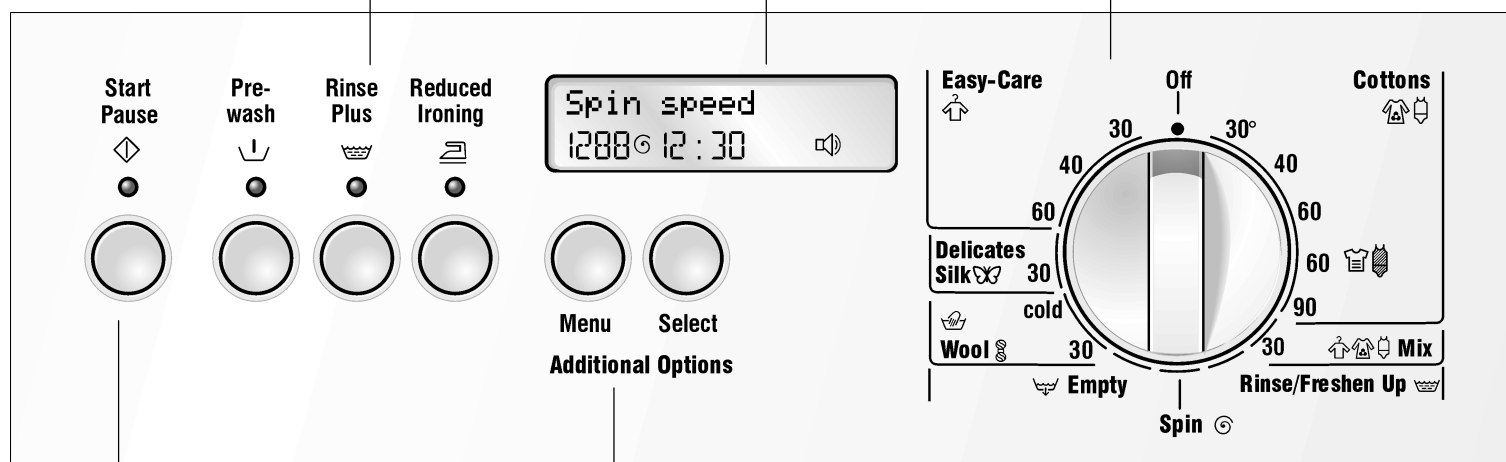 Start
Pause
Pre-
wash
Rinse
Plus
Reduced
Ironing
Spin speed
1288 12:30
Menu
Select
Additional Options
Easy-Care
Off
Cottons
30
40
60
30°
40
60
60
90
Delicates
Silk 30
cold
Wool 30
30 Mix
Empty
Rinse/Freshen Up
Spin